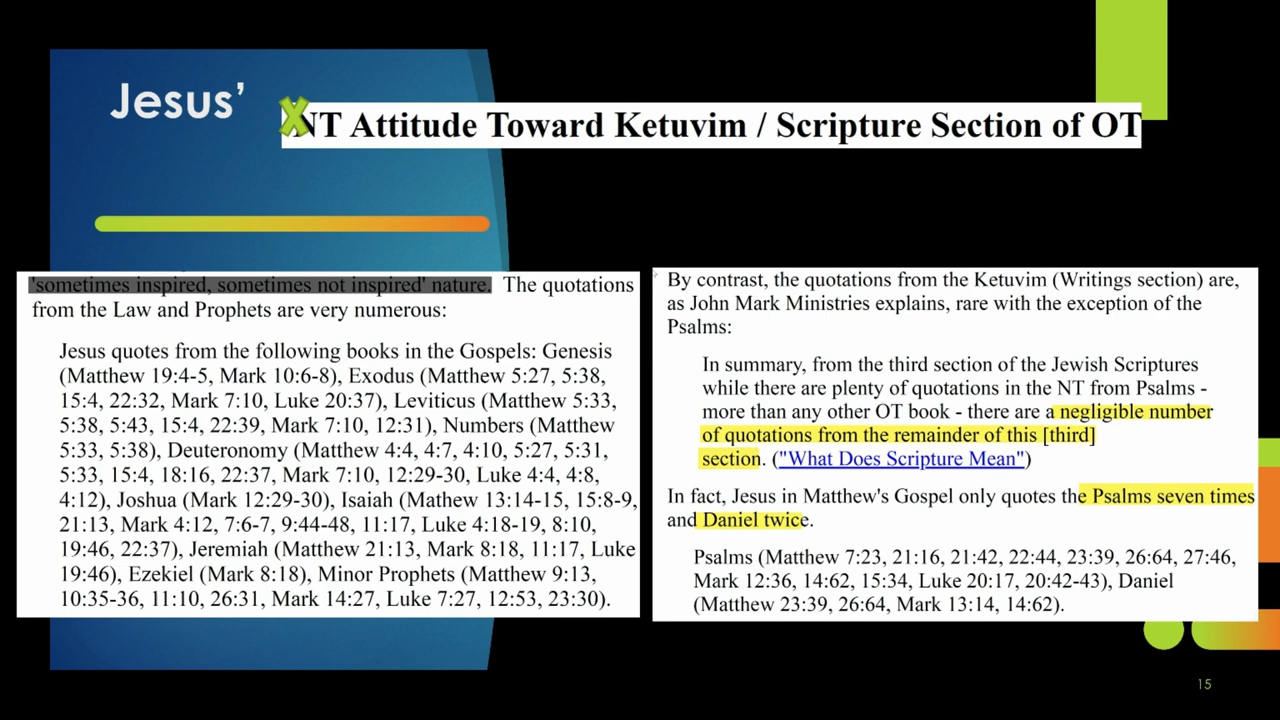 Jesus’
NT Attitude Toward Ketuvim / Scripture Section of OT
'sometimes inspired, sometimes not inspired' nature. The quotations
from the Law and Prophets are very numerous:
Jesus quotes from the following books in the Gospels: Genesis
(Matthew 19:4-5, Mark 10:6-8), Exodus (Matthew 5:27, 5:38,
15:4, 22:32, Mark 7:10, Luke 20:37), Leviticus (Matthew 5:33,
5:38, 5:43, 15:4, 22:39, Mark 7:10, 12:31), Numbers (Matthew
5:33, 5:38), Deuteronomy (Matthew 4:4, 4:7, 4:10, 5:27, 5:31,
5:33, 15:4, 18:16, 22:37, Mark 7:10, 12:29-30, Luke 4:4, 4:8,
4:12), Joshua (Mark 12:29-30), Isaiah (Mathew 13:14-15, 15:8-9,
21:13, Mark 4:12, 7:6-7, 9:44-48, 11:17, Luke 4:18-19, 8:10,
19:46, 22:37), Jeremiah (Matthew 21:13, Mark 8:18, 11:17, Luke
19:46), Ezekiel (Mark 8:18), Minor Prophets (Matthew 9:13,
10:35-36, 11:10, 26:31, Mark 14:27, Luke 7:27, 12:53, 23:30).
By contrast, the quotations from the Ketuvim (Writings section) are,
as John Mark Ministries explains, rare with the exception of the
Psalms:
In summary, from the third section of the Jewish Scriptures
while there are plenty of quotations in the NT from Psalms -
more than any other OT book - there are a negligible number
of quotations from the remainder of this [third]
section. ("What Does Scripture Mean")
In fact, Jesus in Matthew's Gospel only quotes the Psalms seven times
and Daniel twice.
Psalms (Matthew 7:23, 21:16, 21:42, 22:44, 23:39, 26:64, 27:46,
Mark 12:36, 14:62, 15:34, Luke 20:17, 20:42-43), Daniel
(Matthew 23:39, 26:64, Mark 13:14, 14:62).
15